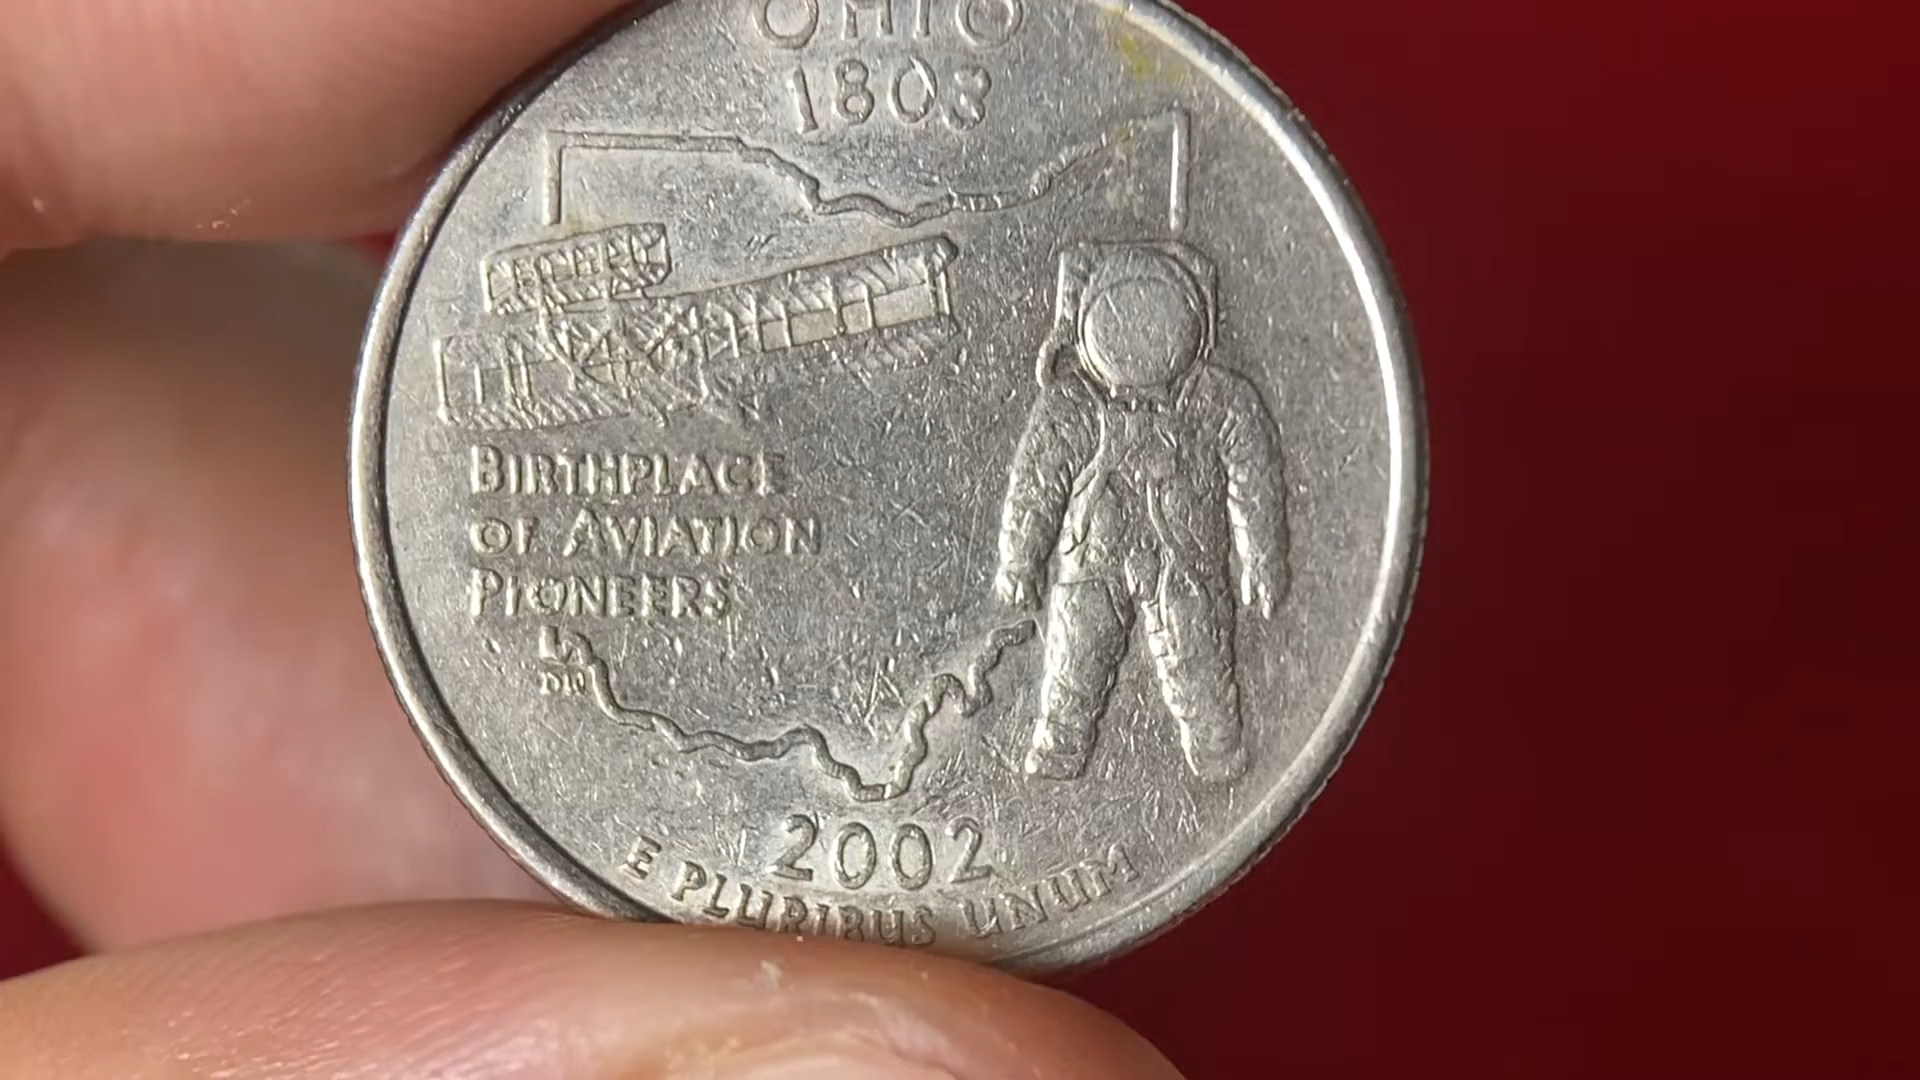 OHIO
1803
BIRTHPLACE
OF AVIATION
PIONEERS
2002
E PLURIBUS UNUM